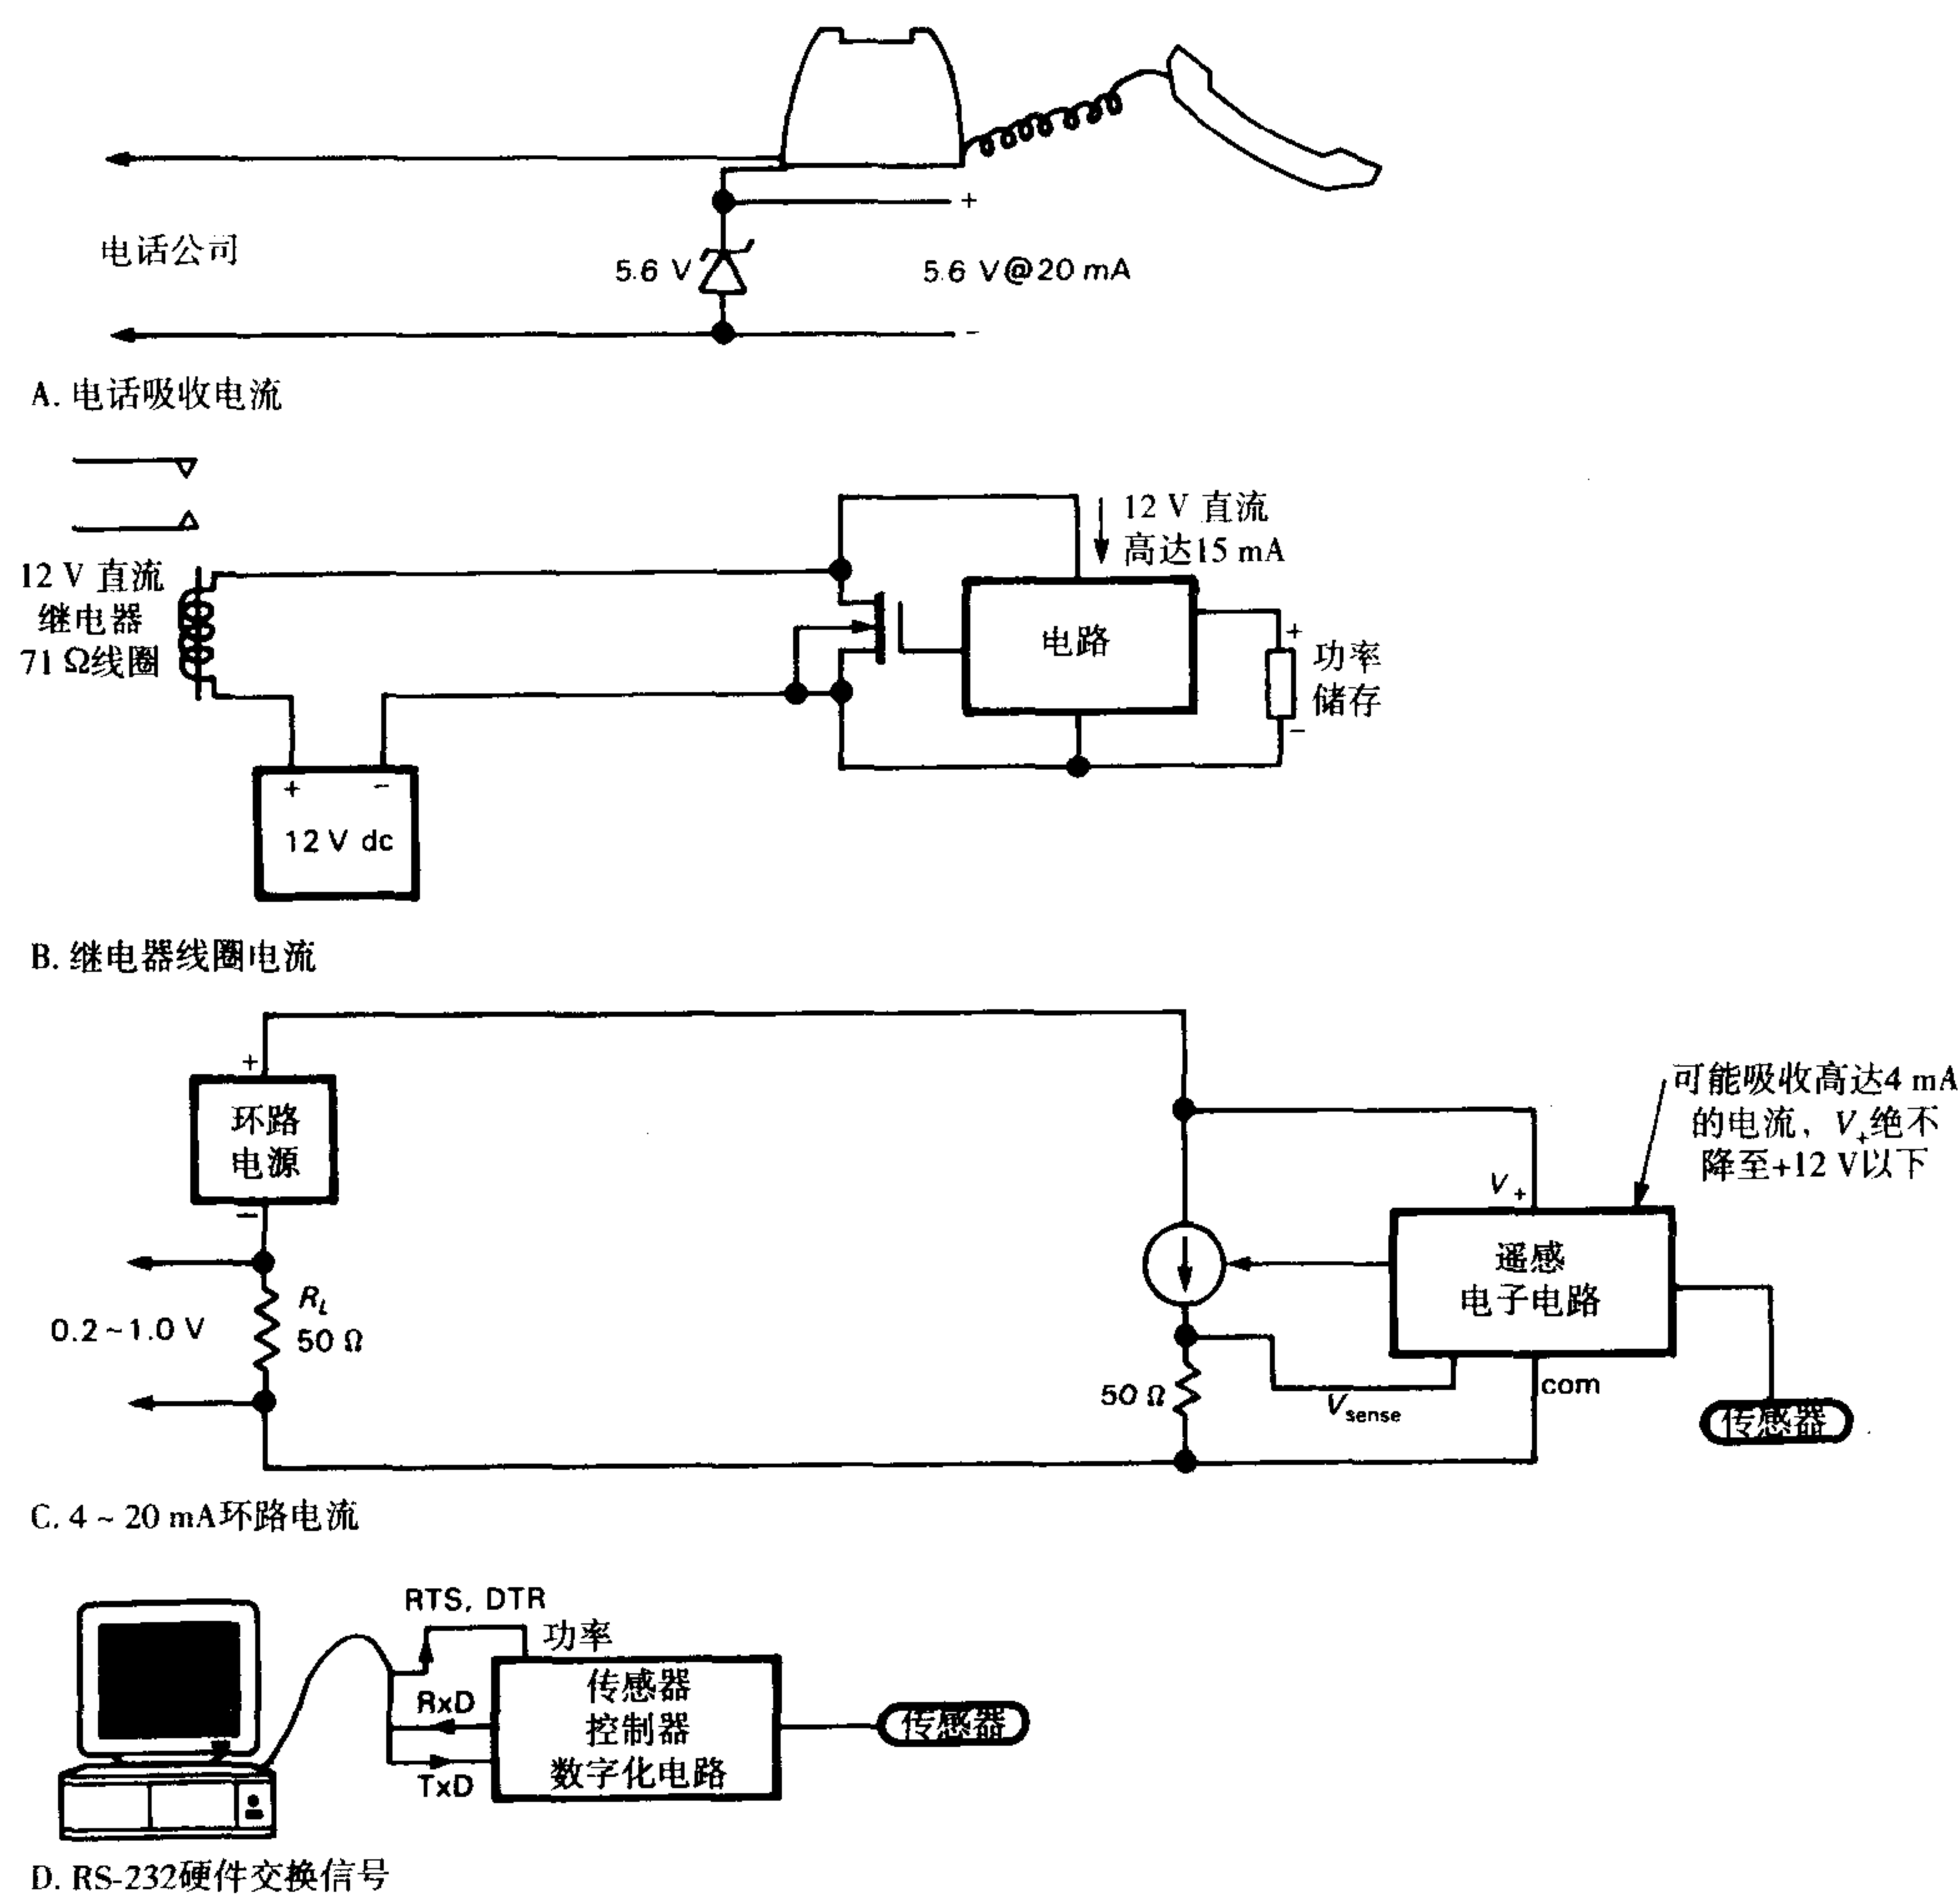 电话公司
5.6 V
+
5.6 V@20 mA
-
A. 电话吸收电流
12 V 直流
高达15 mA
12 V 直流
继电器
71 Ω线圈
电路
+
功率
储存
-
+ -
12 V dc
B. 继电器线圈电流
+
环路
电源
-
可能吸收高达4 mA
的电流，V+绝不
降至+12 V以下
V+
遥感
电子电路
RL
50 Ω
0.2~1.0 V
50 Ω
Vsense
com
传感器
C. 4 ~ 20 mA环路电流
RTS, DTR
功率
传感器
控制器
数字化电路
RxD
TxD
传感器
D. RS-232硬件交换信号